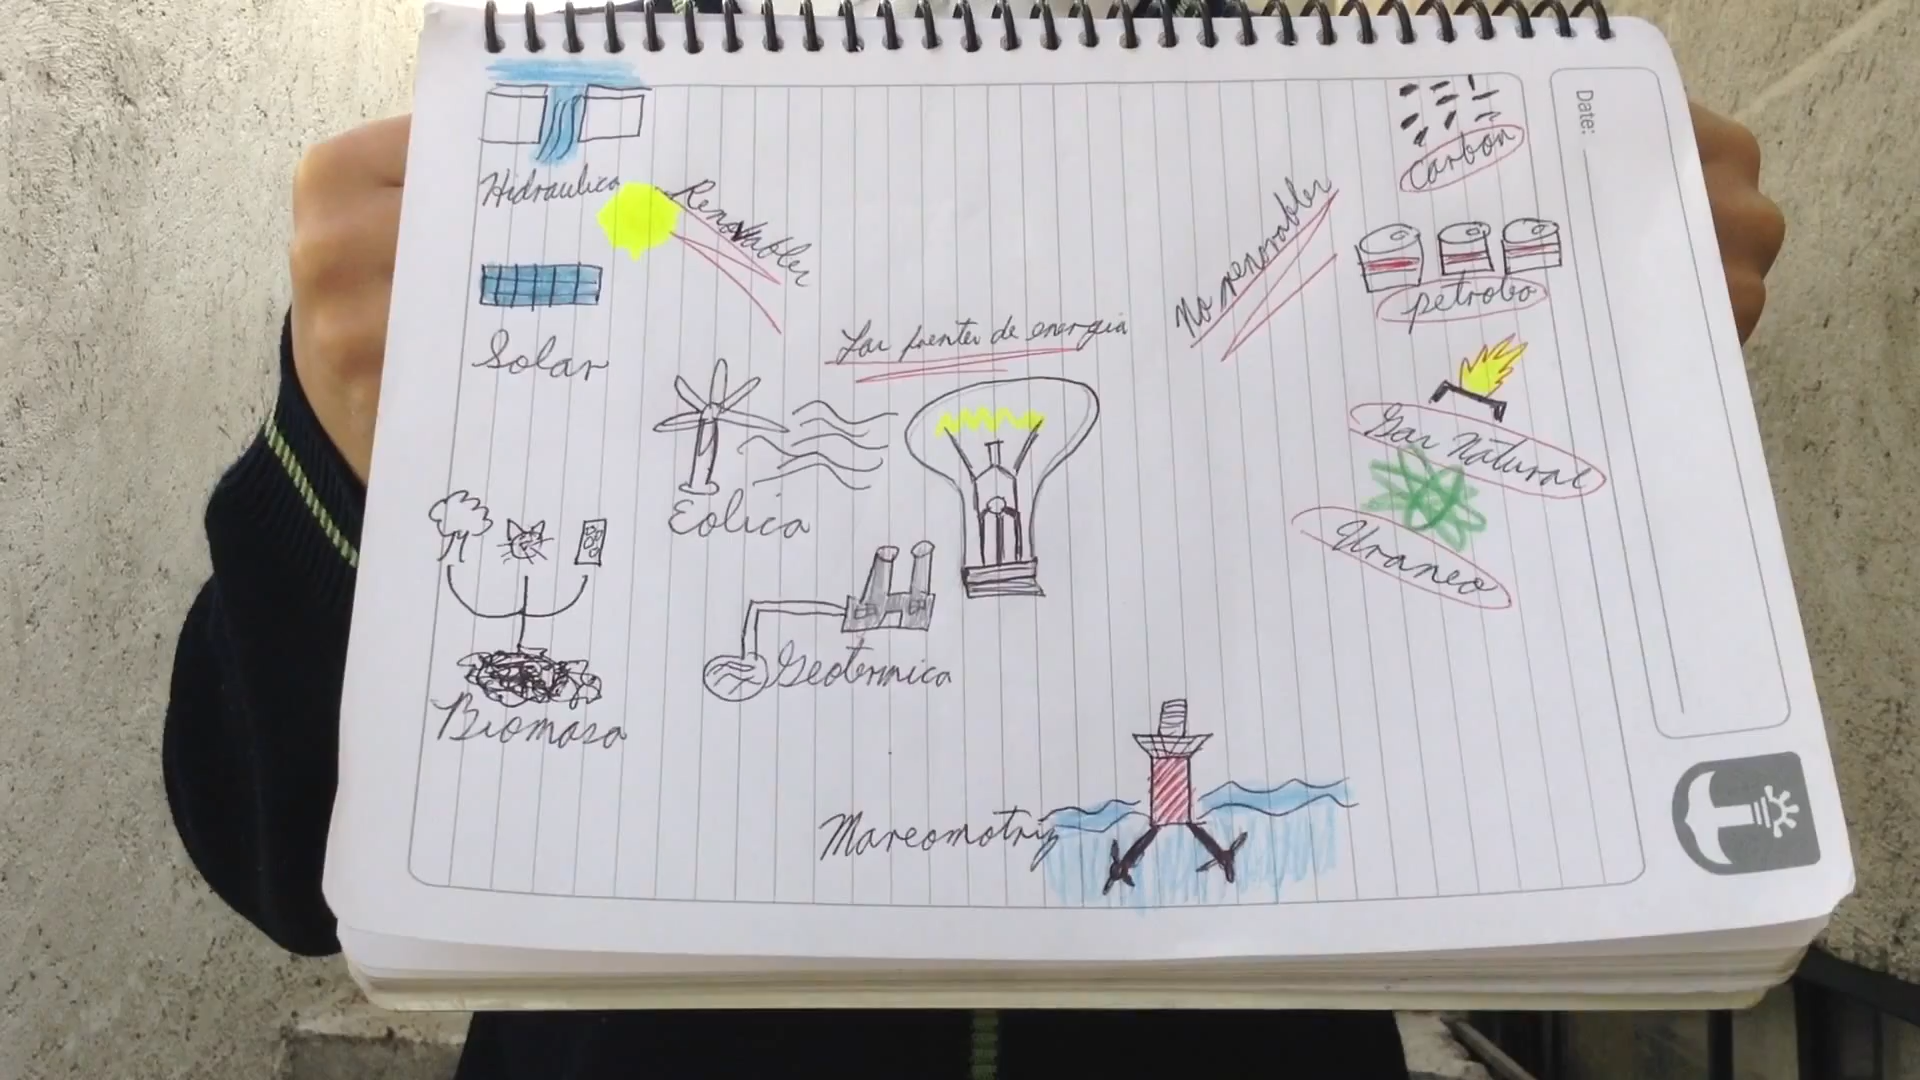 Hidraulica
Renovables
Solar
Las fuentes de energia
Eolica
Biomasa
Geotermica
Mareomotriz
No renovables
Carbon
petroleo
Gas Natural
Uraneo
Date: